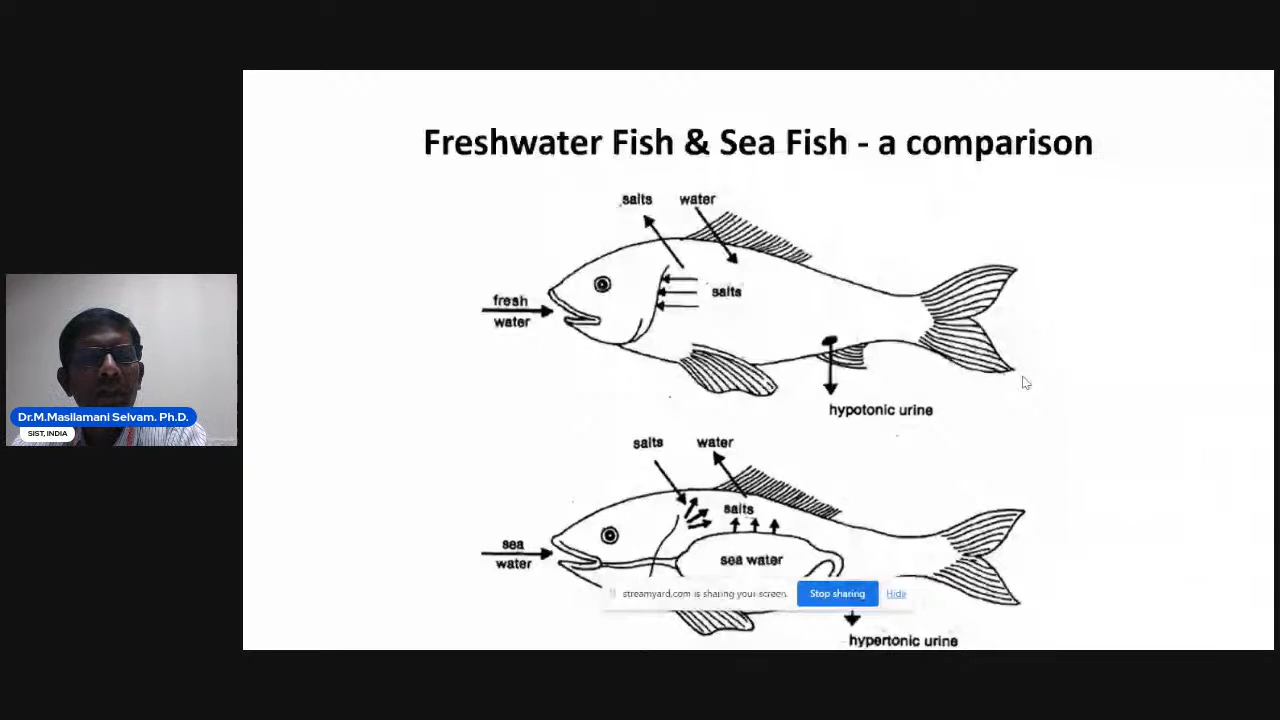 Freshwater Fish & Sea Fish - a comparison
salts water
salts
fresh
water
hypotonic urine
salts water
salts
sea
water
sea water
streamyard.com is sharing your screen. Stop sharing Hide
hypertonic urine
Dr.M.Masilamani Selvam. Ph.D.
SIST, INDIA